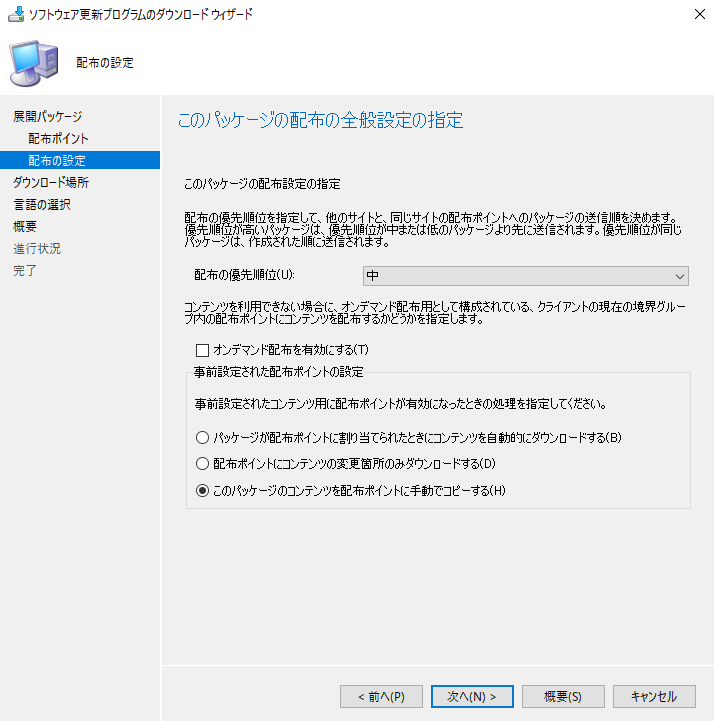 ソフトウェア更新プログラムのダウンロード ウィザード
配布の設定
展開パッケージ
配布ポイント
配布の設定
ダウンロード場所
言語の選択
概要
進行状況
完了
このパッケージの配布の全般設定の指定
このパッケージの配布設定の指定
配布の優先順位を指定して、他のサイトと、同じサイトの配布ポイントへのパッケージの送信順を決めます。
優先順位が高いパッケージは、優先順位が中または低のパッケージより先に送信されます。優先順位が同じ
パッケージは、作成された順に送信されます。
配布の優先順位(U):
中
コンテンツを利用できない場合に、オンデマンド配布用として構成されている、クライアントの現在の境界グルー
プ内の配布ポイントにコンテンツを配布するかどうかを指定します。
オンデマンド配布を有効にする(T)
事前設定された配布ポイントの設定
事前設定されたコンテンツ用に配布ポイントが有効になったときの処理を指定してください。
パッケージが配布ポイントに割り当てられたときにコンテンツを自動的にダウンロードする(B)
配布ポイントにコンテンツの変更箇所のみダウンロードする(D)
このパッケージのコンテンツを配布ポイントに手動でコピーする(H)
< 前へ(P)
次へ(N) >
概要(S)
キャンセル